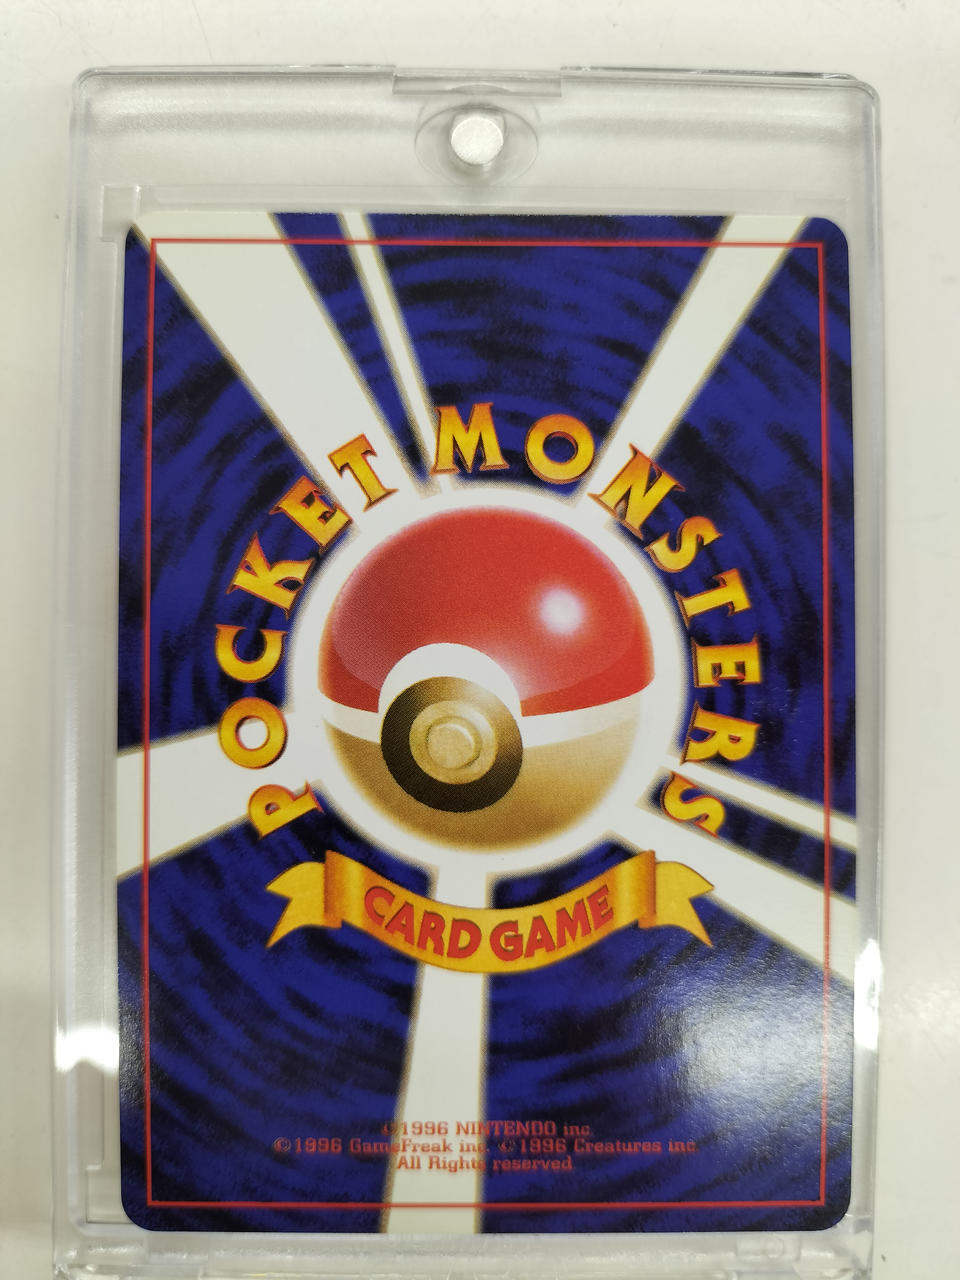 POCKET MONSTERS
CARD GAME
©1996 NINTENDO inc.
©1996 GameFreak inc. ©1996 Creatures inc.
All Rights reserved.